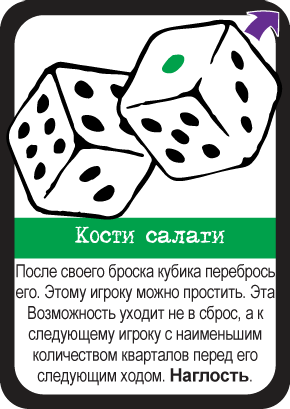 Кости салаги
После своего броска кубика перебрось
его. Этому игроку можно простить. Эта
Возможность уходит не в сброс, а к
следующему игроку с наименьшим
количеством кварталов перед его
следующим ходом. Наглость.